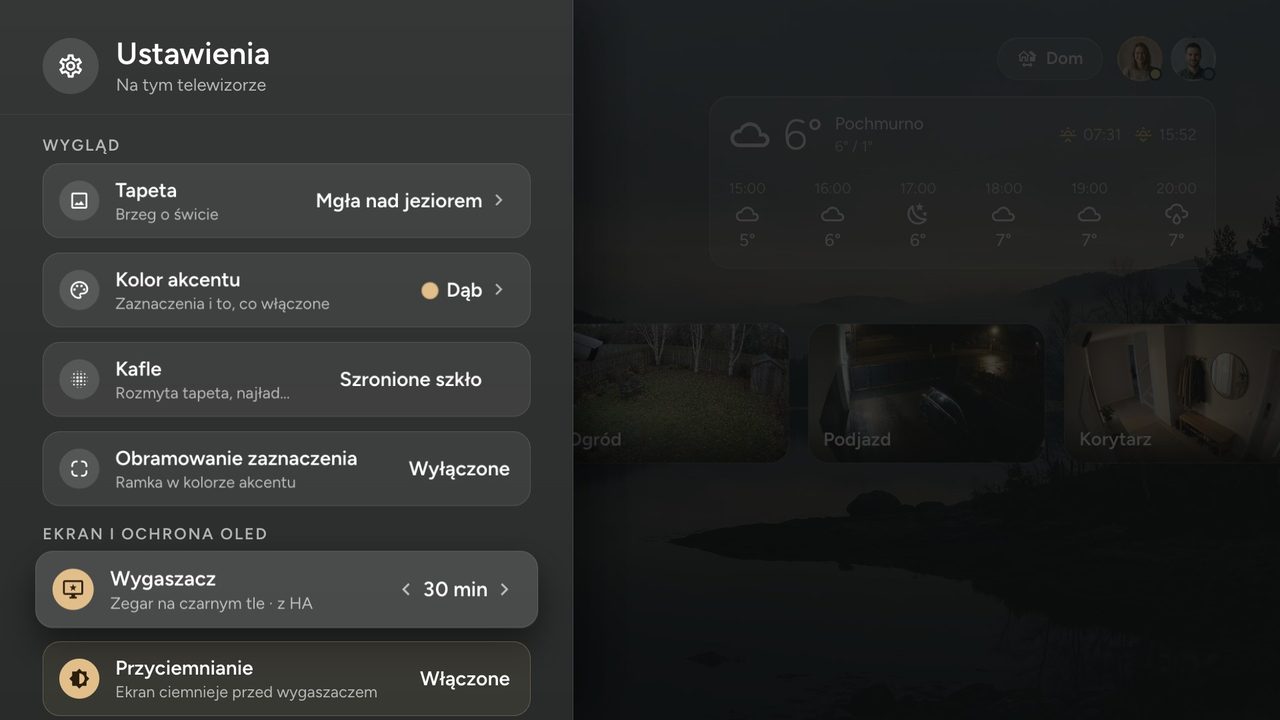 Ustawienia
Na tym telewizorze
WYGLĄD
Tapeta
Brzeg o świcie
Mgła nad jeziorem
Kolor akcentu
Zaznaczenia i to, co włączone
Dąb
Kafle
Rozmyta tapeta, najład...
Szronione szkło
Obramowanie zaznaczenia
Ramka w kolorze akcentu
Wyłączone
EKRAN I OCHRONA OLED
Wygaszacz
Zegar na czarnym tle · z HA
30 min
Przyciemnianie
Ekran ciemnieje przed wygaszaczem
Włączone
Dom
6°
Pochmurno
6° / 1°
07:31
15:52
15:00 16:00 17:00 18:00 19:00 20:00
5° 6° 6° 7° 7° 7°
Ogród
Podjazd
Korytarz